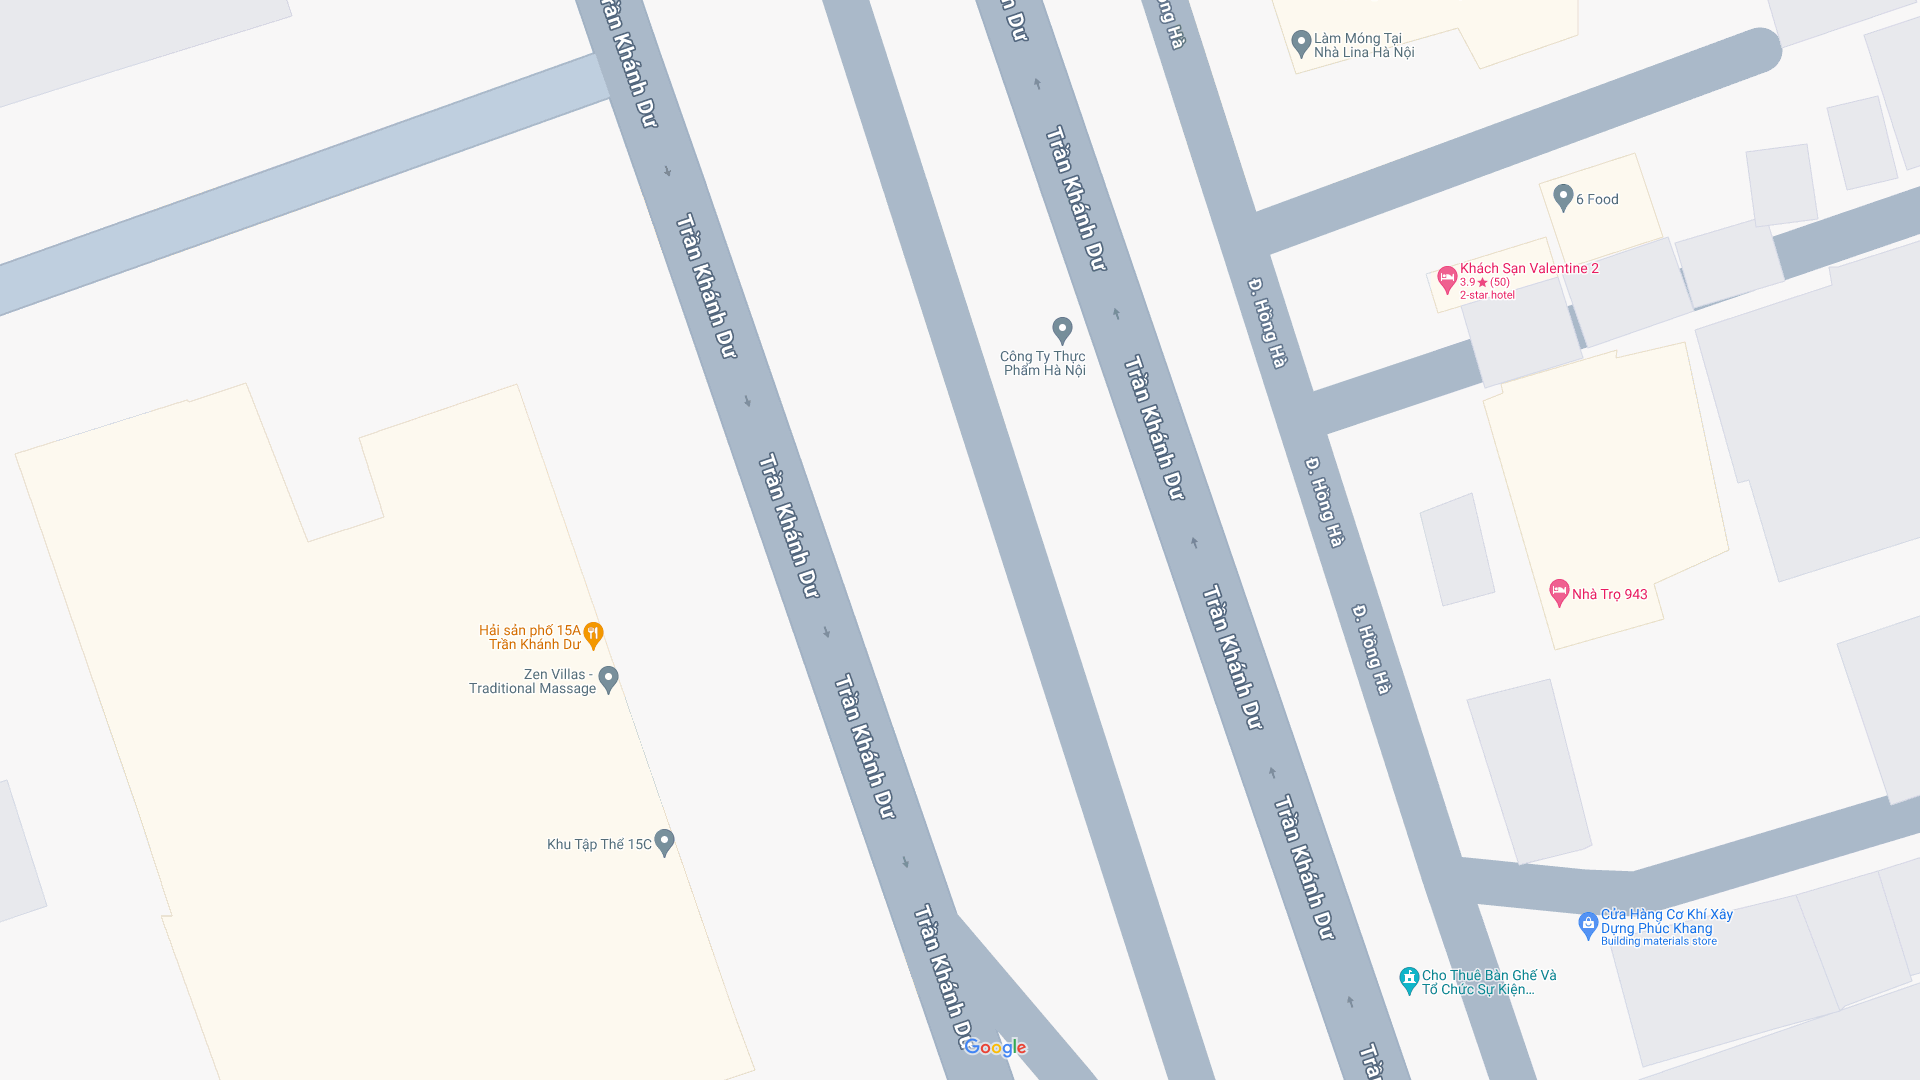 Trần Khánh Dư
h Dư
ồng Hà
Làm Móng Tại
Nhà Lina Hà Nội
Trần Khánh Dư
6 Food
Trần Khánh Dư
Khách Sạn Valentine 2
3.9★(50)
2-star hotel
Đ. Hồng Hà
Công Ty Thực
Phẩm Hà Nội
Trần Khánh Dư
Trần Khánh Dư
Đ. Hồng Hà
Nhà Trọ 943
Hải sản phố 15A
Trần Khánh Dư
Zen Villas -
Traditional Massage
Trần Khánh Dư
Đ. Hồng Hà
Trần Khánh Dư
Khu Tập Thể 15C
Trần Khánh Dư
Cửa Hàng Cơ Khí Xây
Dựng Phúc Khang
Building materials store
Trần Khánh Dư
Cho Thuê Bàn Ghế Và
Tổ Chức Sự Kiện...
Google
Trần